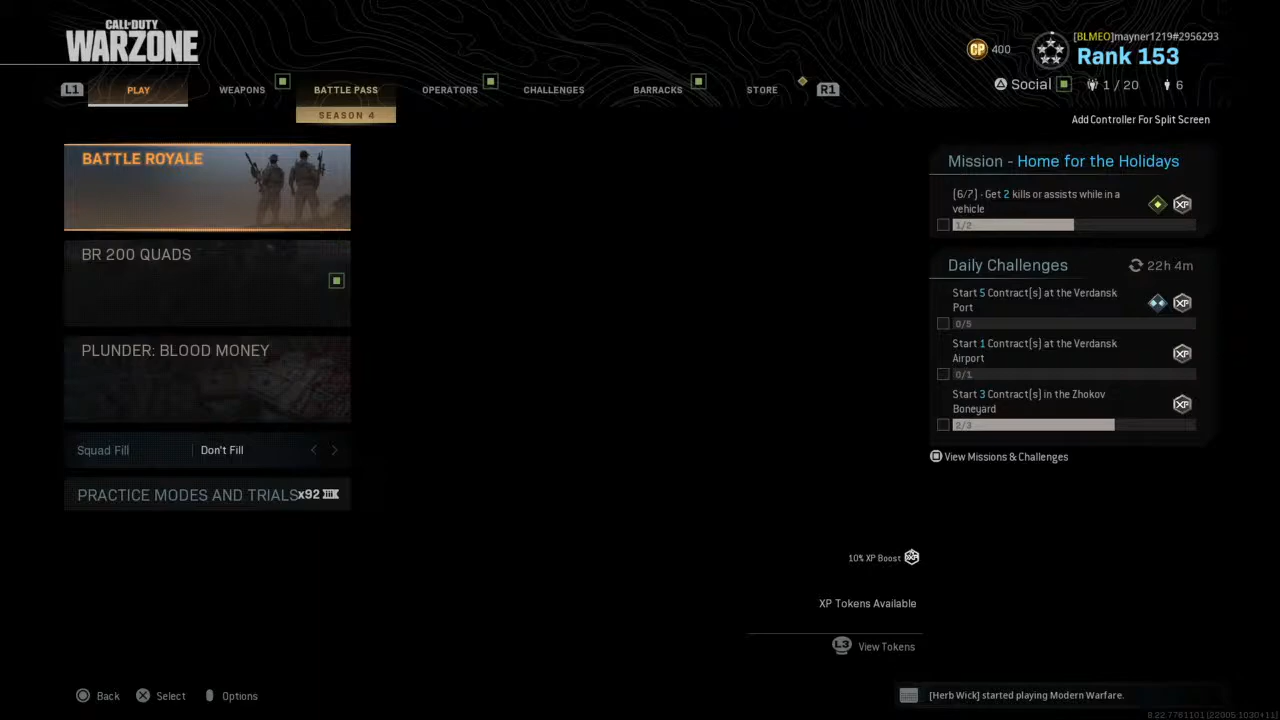 CALL OF DUTY
WARZONE
CP 400
[BLMEO]mayner1219#2956293
Rank 153
L1
PLAY
WEAPONS
BATTLE PASS
SEASON 4
OPERATORS
CHALLENGES
BARRACKS
STORE
R1
Social
1 / 20
6
Add Controller For Split Screen
BATTLE ROYALE
BR 200 QUADS
PLUNDER: BLOOD MONEY
Squad Fill
Don't Fill
PRACTICE MODES AND TRIALS x92
Mission - Home for the Holidays
(6/7) - Get 2 kills or assists while in a
vehicle
XP
1/2
Daily Challenges
22h 4m
Start 5 Contract(s) at the Verdansk
Port
XP
0/5
Start 1 Contract(s) at the Verdansk
Airport
XP
0/1
Start 3 Contract(s) in the Zhokov
Boneyard
XP
2/3
View Missions & Challenges
10% XP Boost
XP Tokens Available
L3 View Tokens
Back
Select
Options
[Herb Wick] started playing Modern Warfare.